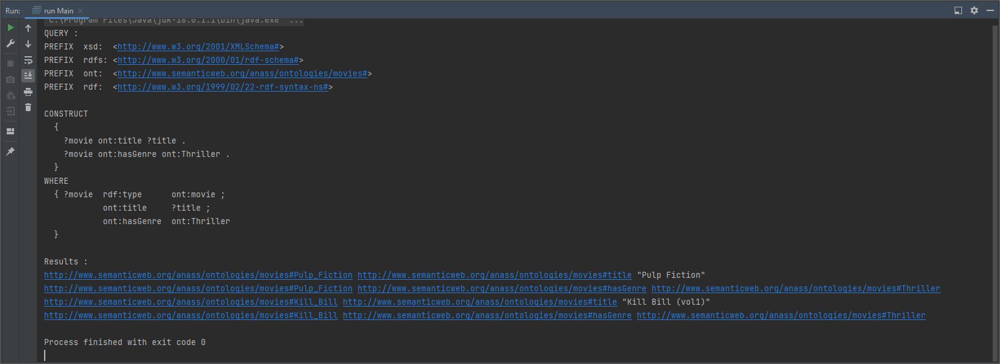 Run: run Main
"C:\Program Files\Java\jdk-18.0.1.1\bin\java.exe" ...
QUERY :
PREFIX  xsd:  <http://www.w3.org/2001/XMLSchema#>
PREFIX  rdfs: <http://www.w3.org/2000/01/rdf-schema#>
PREFIX  ont:  <http://www.semanticweb.org/anass/ontologies/movies#>
PREFIX  rdf:  <http://www.w3.org/1999/02/22-rdf-syntax-ns#>
CONSTRUCT
  {
    ?movie ont:title ?title .
    ?movie ont:hasGenre ont:Thriller .
  }
WHERE
  { ?movie  rdf:type      ont:movie ;
            ont:title     ?title ;
            ont:hasGenre  ont:Thriller
  }
Results :
http://www.semanticweb.org/anass/ontologies/movies#Pulp_Fiction http://www.semanticweb.org/anass/ontologies/movies#title "Pulp Fiction"
http://www.semanticweb.org/anass/ontologies/movies#Pulp_Fiction http://www.semanticweb.org/anass/ontologies/movies#hasGenre http://www.semanticweb.org/anass/ontologies/movies#Thriller
http://www.semanticweb.org/anass/ontologies/movies#Kill_Bill http://www.semanticweb.org/anass/ontologies/movies#title "Kill Bill (vol1)"
http://www.semanticweb.org/anass/ontologies/movies#Kill_Bill http://www.semanticweb.org/anass/ontologies/movies#hasGenre http://www.semanticweb.org/anass/ontologies/movies#Thriller
Process finished with exit code 0